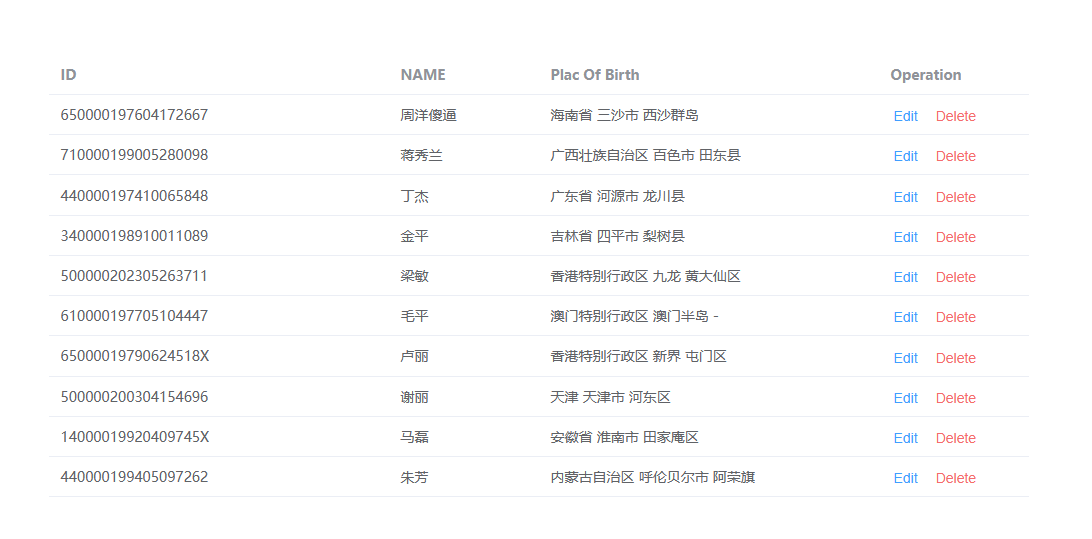 ID NAME Plac Of Birth Operation
650000197604172667 周洋傻逼 海南省 三沙市 西沙群岛 Edit Delete
710000199005280098 蒋秀兰 广西壮族自治区 百色市 田东县 Edit Delete
440000197410065848 丁杰 广东省 河源市 龙川县 Edit Delete
340000198910011089 金平 吉林省 四平市 梨树县 Edit Delete
500000202305263711 梁敏 香港特别行政区 九龙 黄大仙区 Edit Delete
610000197705104447 毛平 澳门特别行政区 澳门半岛 - Edit Delete
65000019790624518X 卢丽 香港特别行政区 新界 屯门区 Edit Delete
500000200304154696 谢丽 天津 天津市 河东区 Edit Delete
14000019920409745X 马磊 安徽省 淮南市 田家庵区 Edit Delete
440000199405097262 朱芳 内蒙古自治区 呼伦贝尔市 阿荣旗 Edit Delete